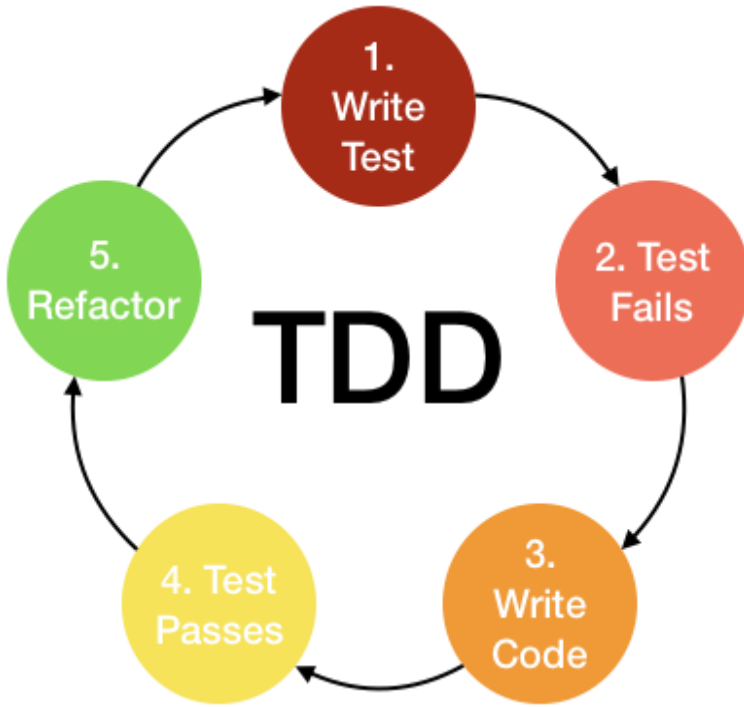 1.
Write
Test
2. Test
Fails
3.
Write
Code
4. Test
Passes
5.
Refactor
TDD